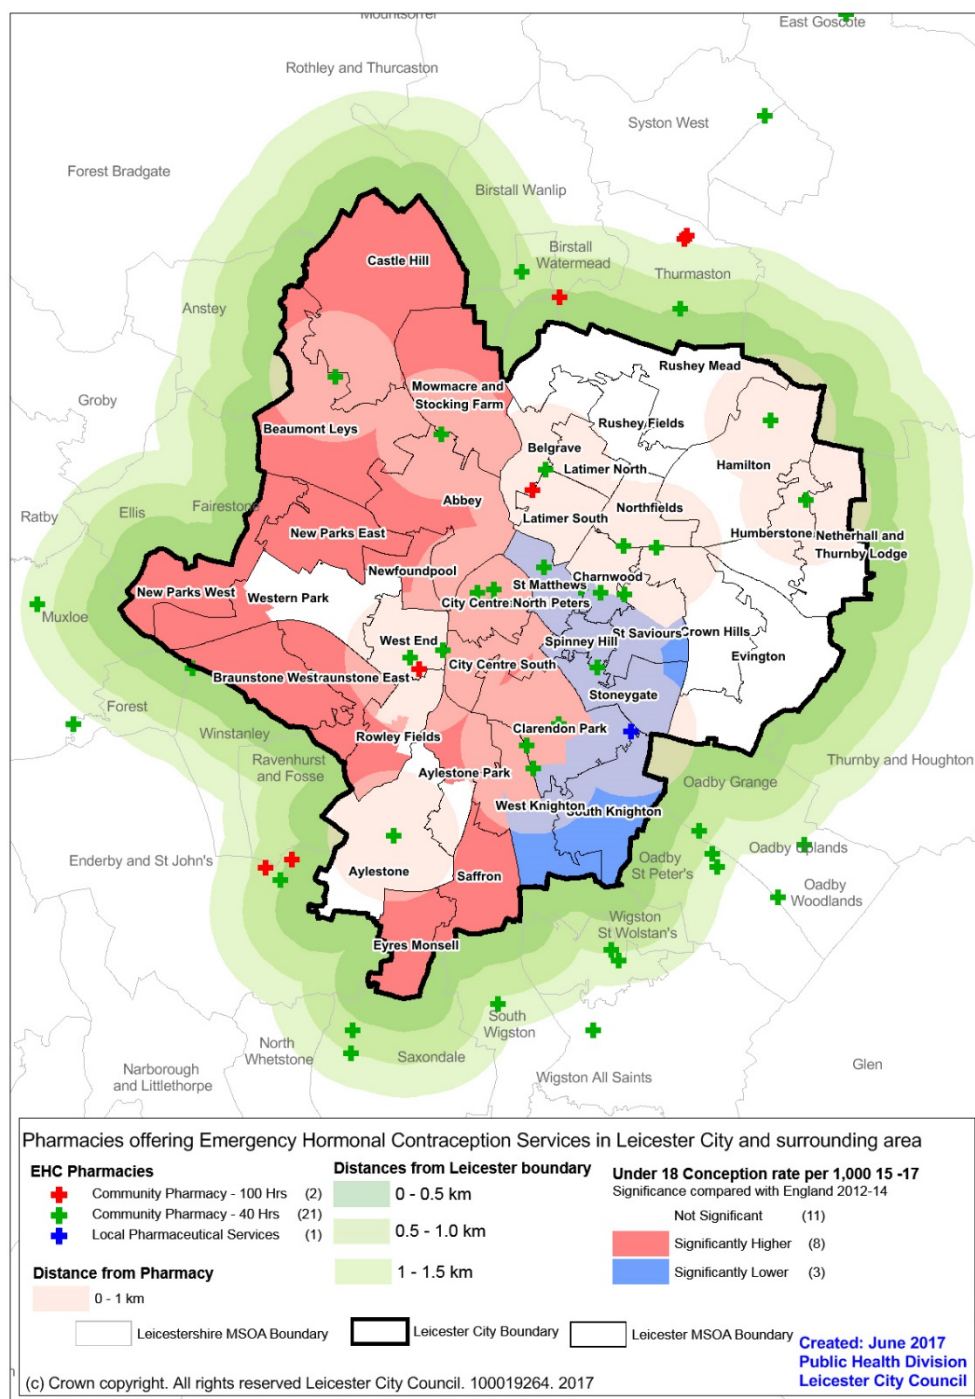 Mountsorrel
East Goscote
Rothley and Thurcaston
Syston West
Forest Bradgate
Birstall Wanlip
Birstall
Watermead
Castle Hill
Thurmaston
Anstey
Rushey Mead
Mowmacre and
Stocking Farm
Groby
Beaumont Leys
Rushey Fields
Belgrave
Latimer North
Hamilton
Abbey
Fairestone
Ellis
Ratby
Latimer South
Northfields
New Parks East
Humberstone
Netherhall and
Thurnby Lodge
Newfoundpool
Charnwood
St Matthews
New Parks West
Western Park
City Centre North
St Peters
Muxloe
West End
Spinney Hill
St Saviours
Crown Hills
Evington
City Centre South
Braunstone West
Braunstone East
Stoneygate
Forest
Winstanley
Clarendon Park
Rowley Fields
Ravenhurst
and Fosse
Thurnby and Houghton
Aylestone Park
Oadby Grange
West Knighton
South Knighton
Enderby and St John's
Oadby Uplands
Oadby
St Peter's
Aylestone
Saffron
Oadby
Woodlands
Wigston
St Wolstan's
Eyres Monsell
South
Wigston
North
Whetstone
Saxondale
Glen
Narborough
and Littlethorpe
Wigston All Saints
Pharmacies offering Emergency Hormonal Contraception Services in Leicester City and surrounding area
EHC Pharmacies
Community Pharmacy - 100 Hrs (2)
Community Pharmacy - 40 Hrs (21)
Local Pharmaceutical Services (1)
Distance from Pharmacy
0 - 1 km
Distances from Leicester boundary
0 - 0.5 km
0.5 - 1.0 km
1 - 1.5 km
Under 18 Conception rate per 1,000 15 -17
Significance compared with England 2012-14
Not Significant (11)
Significantly Higher (8)
Significantly Lower (3)
Leicestershire MSOA Boundary
Leicester City Boundary
Leicester MSOA Boundary
Created: June 2017
Public Health Division
Leicester City Council
(c) Crown copyright. All rights reserved Leicester City Council. 100019264. 2017